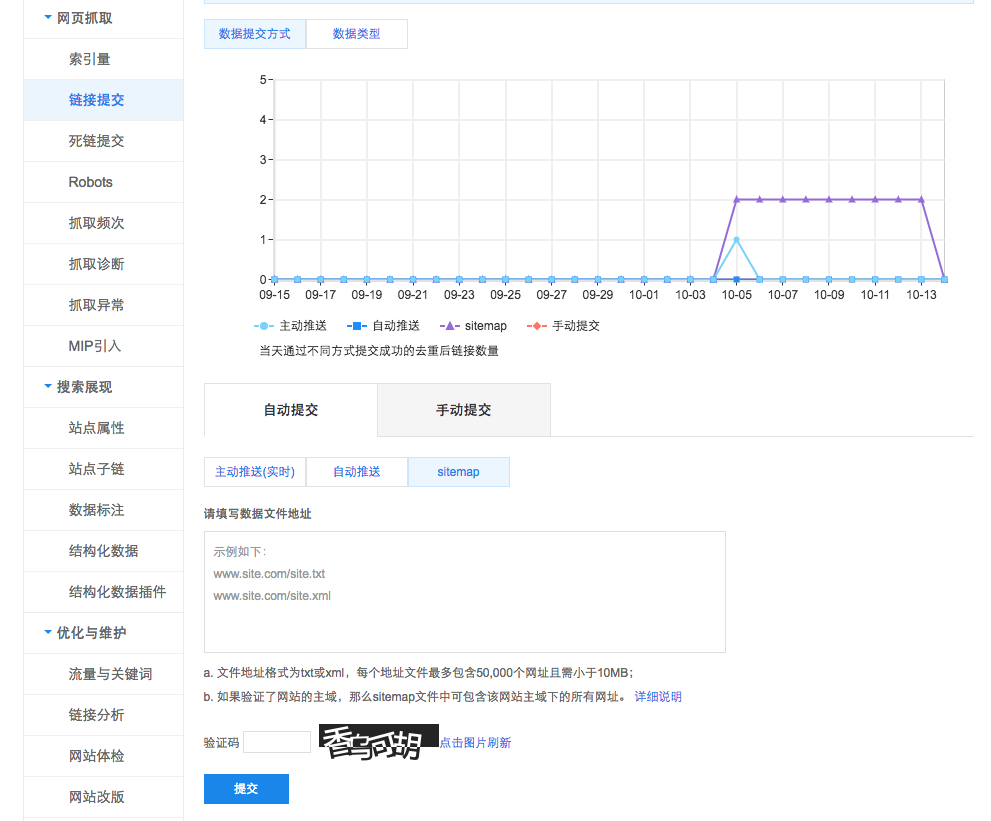 网页抓取
索引量
链接提交
死链提交
Robots
抓取频次
抓取诊断
抓取异常
MIP引入
搜索展现
站点属性
站点子链
数据标注
结构化数据
结构化数据插件
优化与维护
流量与关键词
链接分析
网站体检
网站改版
数据提交方式 数据类型
5
4
3
2
1
0
09-15 09-17 09-19 09-21 09-23 09-25 09-27 09-29 10-01 10-03 10-05 10-07 10-09 10-11 10-13
主动推送 自动推送 sitemap 手动提交
当天通过不同方式提交成功的去重后链接数量
自动提交 手动提交
主动推送(实时) 自动推送 sitemap
请填写数据文件地址
示例如下：
www.site.com/site.txt
www.site.com/site.xml
a. 文件地址格式为txt或xml，每个地址文件最多包含50,000个网址且需小于10MB；
b. 如果验证了网站的主域，那么sitemap文件中可包含该网站主域下的所有网址。 详细说明
验证码 点击图片刷新
提交